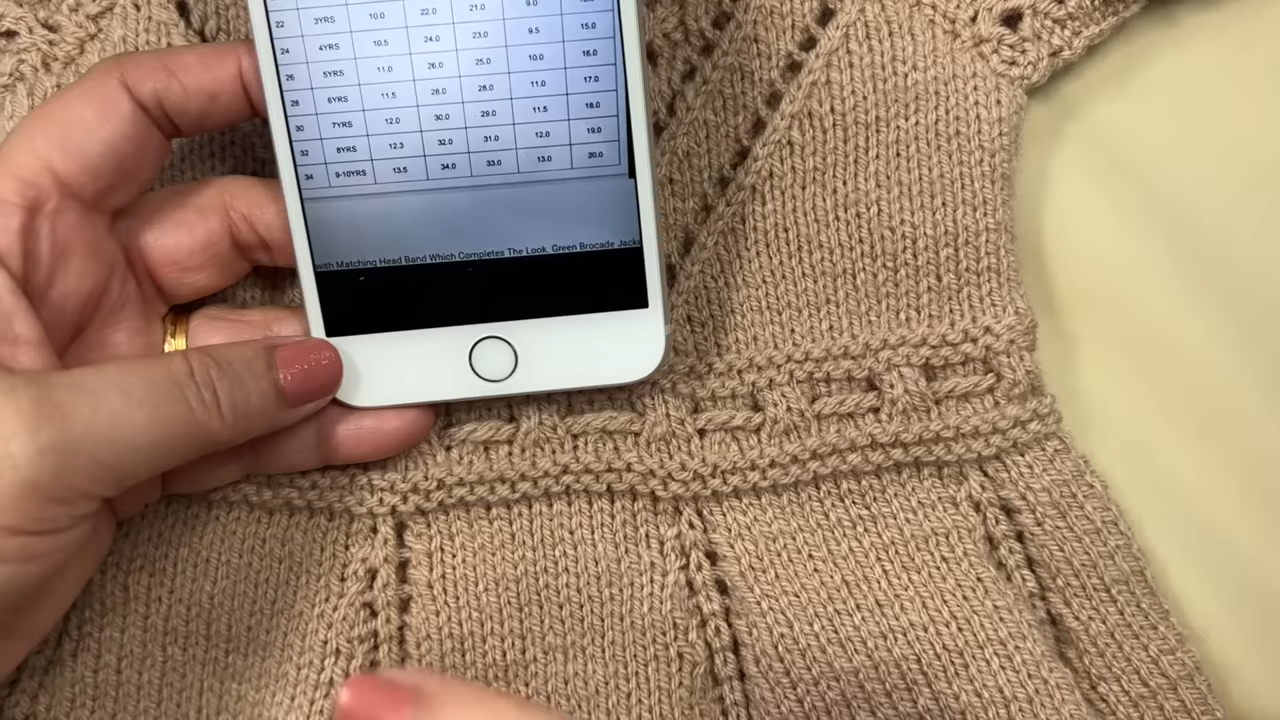 22 3YRS 10.0 22.0 21.0 9.0
24 4YRS 10.5 24.0 23.0 9.5 15.0
26 5YRS 11.0 26.0 25.0 10.0 16.0
28 6YRS 11.5 28.0 28.0 11.0 17.0
30 7YRS 12.0 30.0 29.0 11.5 18.0
32 8YRS 12.3 32.0 31.0 12.0 19.0
34 9-10YRS 13.5 34.0 33.0 13.0 20.0
with Matching Head Band Which Completes The Look. Green Brocade Jack